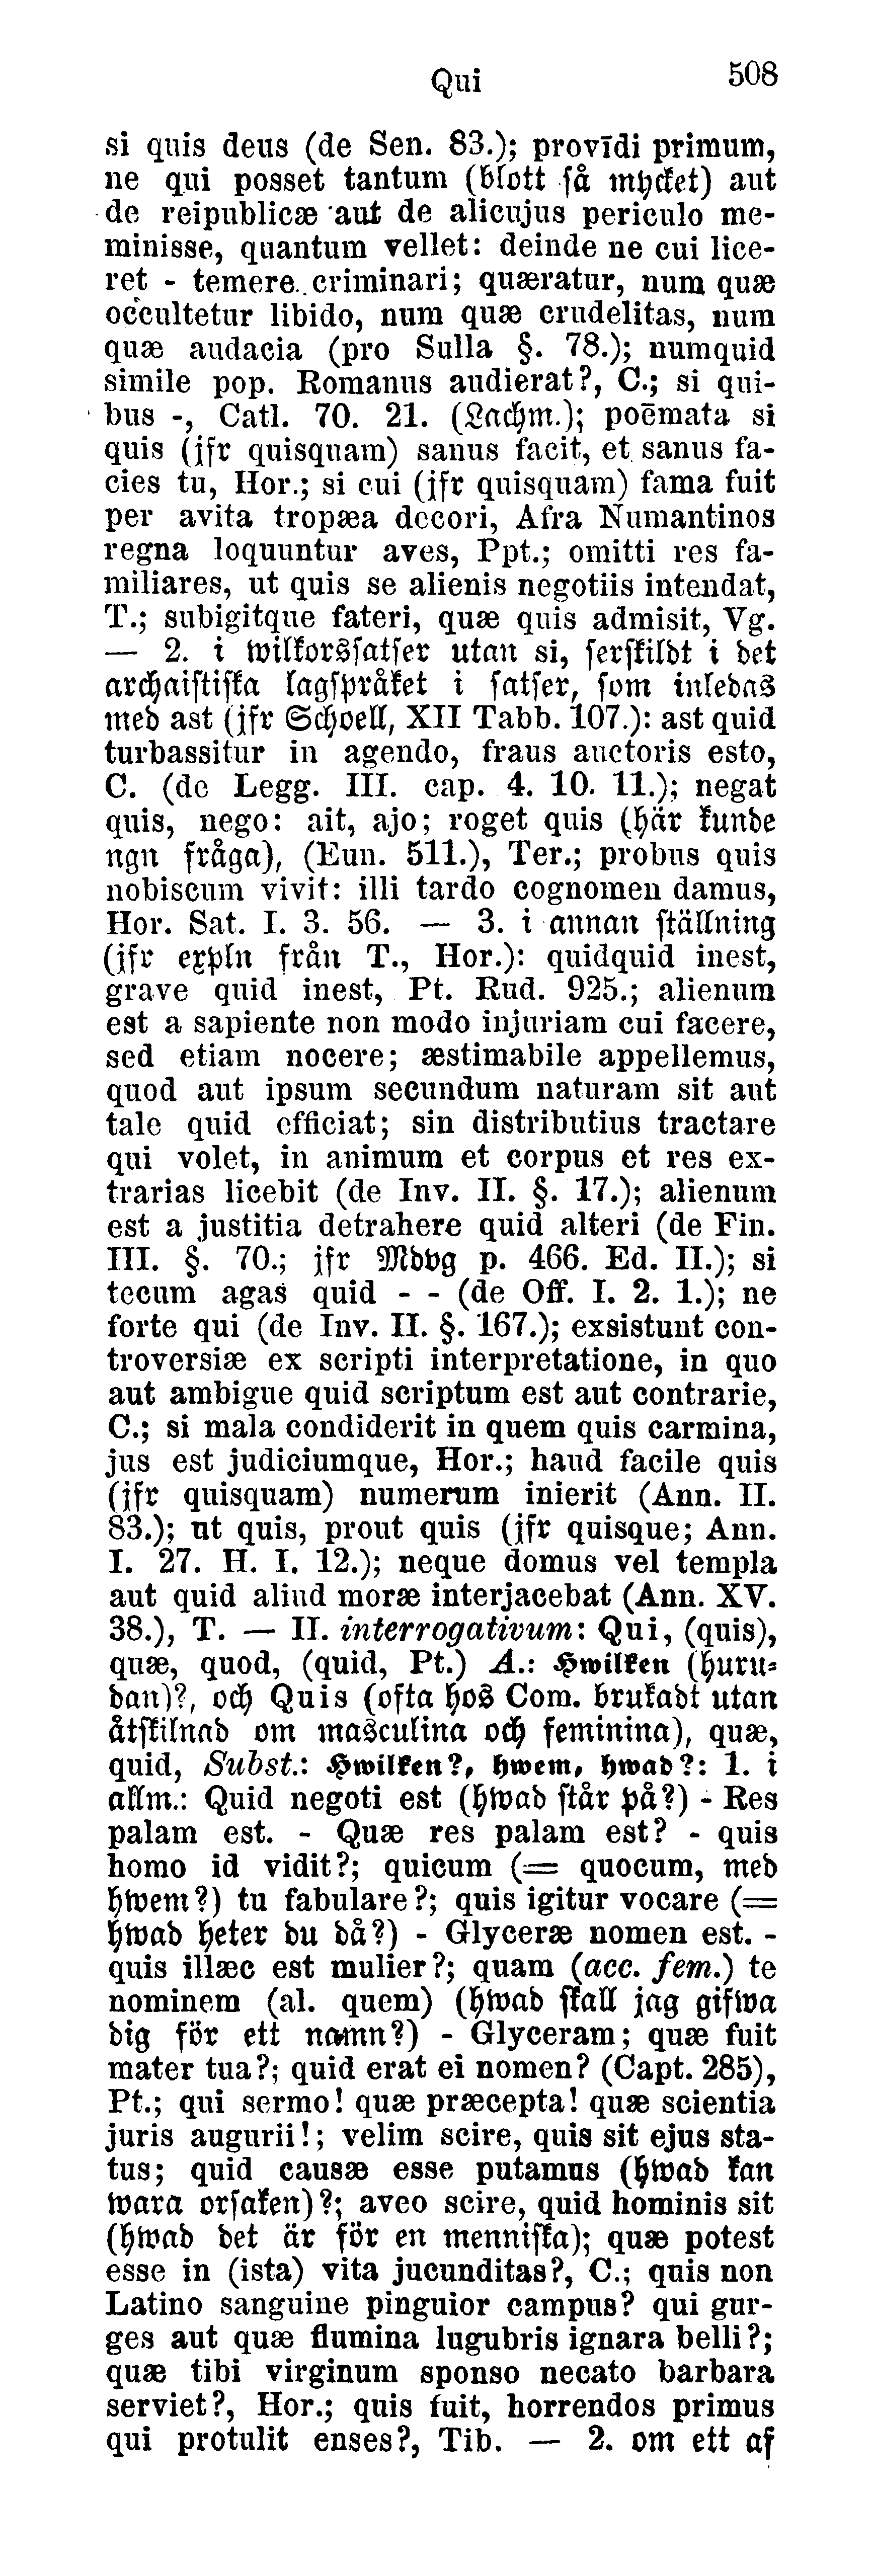 Qui 508
si quis deus (de Sen. 83.); provīdi primum,
ne qui posset tantum (blott så mycket) aut
de reipublicæ aut de alicujus periculo me-
minisse, quantum vellet: deinde ne cui lice-
ret - temere criminari; quæratur, num quæ
occultetur libido, num quæ crudelitas, num
quæ audacia (pro Sulla §. 78.); numquid
simile pop. Romanus audierat?, C.; si qui-
bus -, Catl. 70. 21. (Lachm.); poēmata si
quis (jfr quisquam) sanus facit, et sanus fa-
cies tu, Hor.; si cui (jfr quisquam) fama fuit
per avita tropæa decori, Afra Numantinos
regna loquuntur aves, Ppt.; omitti res fa-
miliares, ut quis se alienis negotiis intendat,
T.; subigitque fateri, quæ quis admisit, Vg.
— 2. i wilkorssatser utan si, serskildt i det
archaistiska lagspråket i satser, som inledas
med ast (jfr Schoell, XII Tabb. 107.): ast quid
turbassitur in agendo, fraus auctoris esto,
C. (de Legg. III. cap. 4. 10. 11.); negat
quis, nego: ait, ajo; roget quis (här kunde
ngn fråga), (Eun. 511.), Ter.; probus quis
nobiscum vivit: illi tardo cognomen damus,
Hor. Sat. I. 3. 56. — 3. i annan ställning
(jfr expln från T., Hor.): quidquid inest,
grave quid inest, Pt. Rud. 925.; alienum
est a sapiente non modo injuriam cui facere,
sed etiam nocere; æstimabile appellemus,
quod aut ipsum secundum naturam sit aut
tale quid efficiat; sin distributius tractare
qui volet, in animum et corpus et res ex-
trarias licebit (de Inv. II. §. 17.); alienum
est a justitia detrahere quid alteri (de Fin.
III. §. 70.; jfr Mdvg p. 466. Ed. II.); si
tecum agas quid - - (de Off. I. 2. 1.); ne
forte qui (de Inv. II. §. 167.); exsistunt con-
troversiæ ex scripti interpretatione, in quo
aut ambigue quid scriptum est aut contrarie,
C.; si mala condiderit in quem quis carmina,
jus est judiciumque, Hor.; haud facile quis
(jfr quisquam) numerum inierit (Ann. II.
83.); ut quis, prout quis (jfr quisque; Ann.
I. 27. H. I. 12.); neque domus vel templa
aut quid aliud moræ interjacebat (Ann. XV.
38.), T. — II. interrogativum: Qui, (quis),
quæ, quod, (quid, Pt.) A.: Hwilken (huru-
dan)?, och Quis (ofta hos Com. brukadt utan
åtskilnad om masculina och feminina), quæ,
quid, Subst.: Hwilken?, hwem, hwad?: 1. i
allm.: Quid negoti est (hwad står på?) - Res
palam est. - Quæ res palam est? - quis
homo id vidit?; quicum (= quocum, med
hwem?) tu fabulare?; quis igitur vocare (=
hwad heter du då?) - Glyceræ nomen est. -
quis illæc est mulier?; quam (acc. fem.) te
nominem (al. quem) (hwad skall jag gifwa
dig för ett namn?) - Glyceram; quæ fuit
mater tua?; quid erat ei nomen? (Capt. 285),
Pt.; qui sermo! quæ præcepta! quæ scientia
juris augurii!; velim scire, quis sit ejus sta-
tus; quid causæ esse putamus (hwad kan
wara orsaken)?; aveo scire, quid hominis sit
(hwad det är för en menniska); quæ potest
esse in (ista) vita jucunditas?, C.; quis non
Latino sanguine pinguior campus? qui gur-
ges aut quæ flumina lugubris ignara belli?;
quæ tibi virginum sponso necato barbara
serviet?, Hor.; quis fuit, horrendos primus
qui protulit enses?, Tib. — 2. om ett af